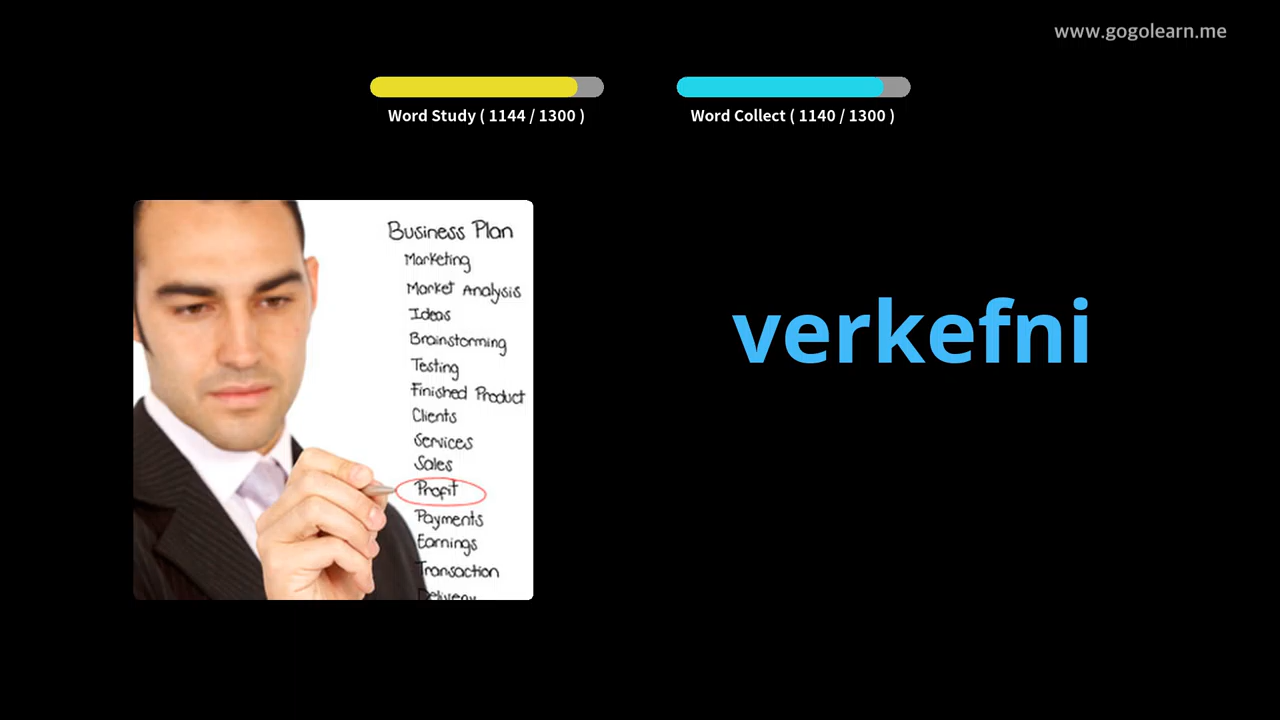 www.gogolearn.me
Word Study ( 1144 / 1300 )
Word Collect ( 1140 / 1300 )
Business Plan
Marketing
Market Analysis
Ideas
Brainstorming
Testing
Finished Product
Clients
Services
Sales
Profit
Payments
Earnings
Transaction
Delivery
verkefni